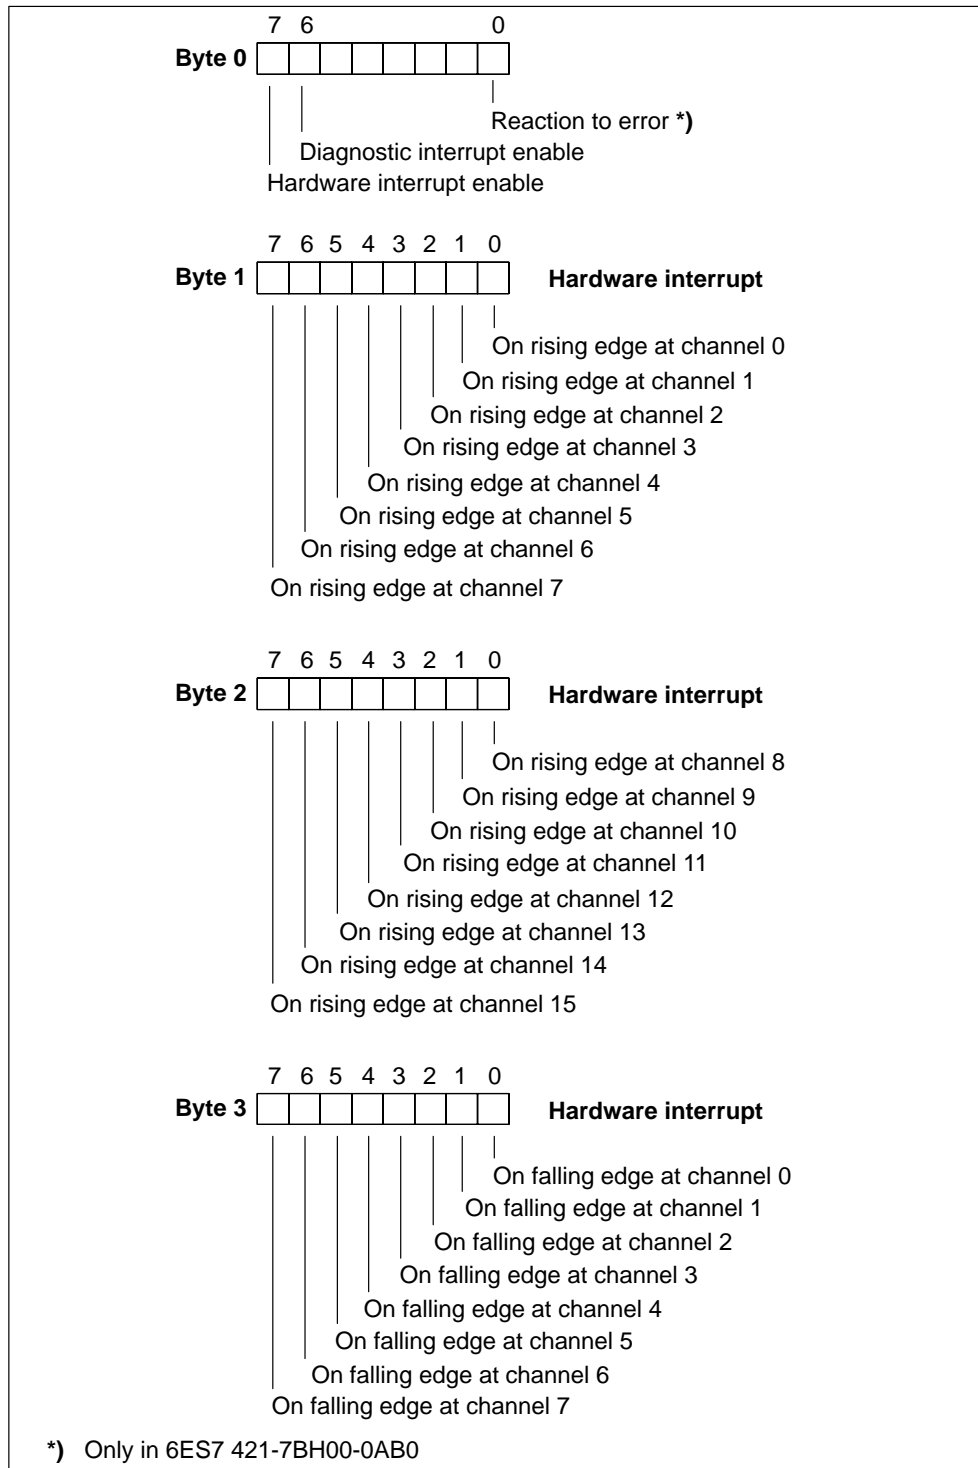 7 6 0
Byte 0
Reaction to error *)
Diagnostic interrupt enable
Hardware interrupt enable
7 6 5 4 3 2 1 0
Byte 1 Hardware interrupt
On rising edge at channel 0
On rising edge at channel 1
On rising edge at channel 2
On rising edge at channel 3
On rising edge at channel 4
On rising edge at channel 5
On rising edge at channel 6
On rising edge at channel 7
7 6 5 4 3 2 1 0
Byte 2 Hardware interrupt
On rising edge at channel 8
On rising edge at channel 9
On rising edge at channel 10
On rising edge at channel 11
On rising edge at channel 12
On rising edge at channel 13
On rising edge at channel 14
On rising edge at channel 15
7 6 5 4 3 2 1 0
Byte 3 Hardware interrupt
On falling edge at channel 0
On falling edge at channel 1
On falling edge at channel 2
On falling edge at channel 3
On falling edge at channel 4
On falling edge at channel 5
On falling edge at channel 6
On falling edge at channel 7
*) Only in 6ES7 421-7BH00-0AB0